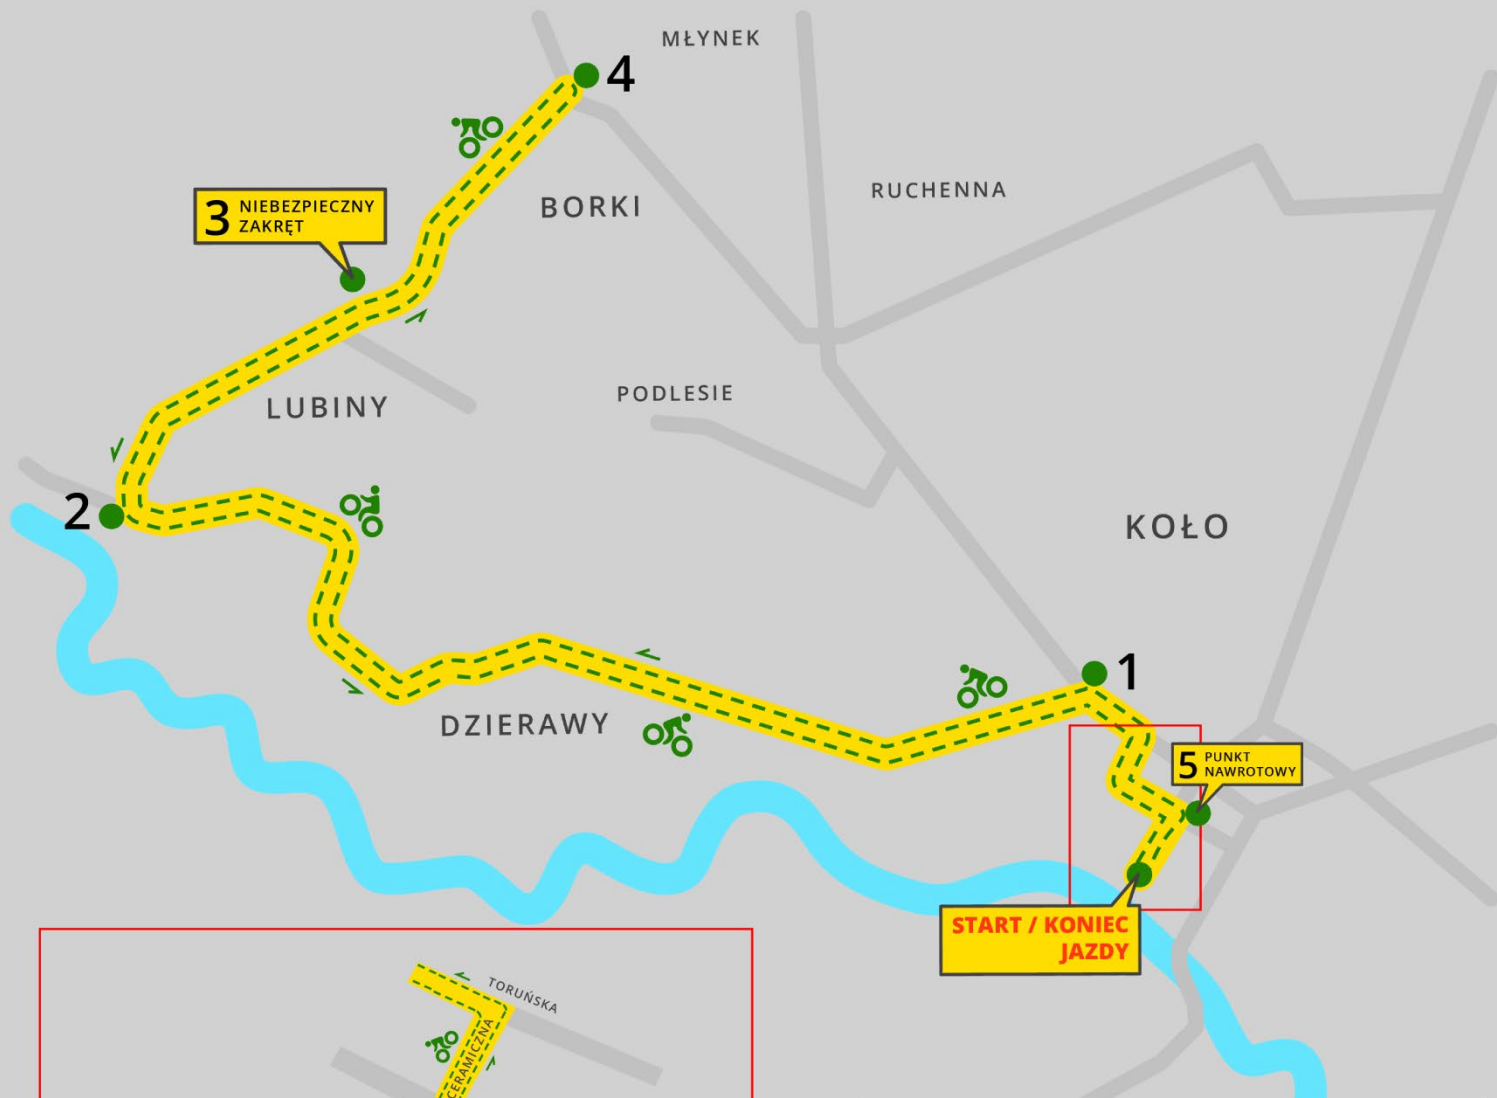 MŁYNEK
4
RUCHENNA
BORKI
3 NIEBEZPIECZNY
ZAKRĘT
PODLESIE
LUBINY
2
KOŁO
1
DZIERAWY
5 PUNKT
NAWROTOWY
START / KONIEC
JAZDY
TORUŃSKA
CERAMICZNA